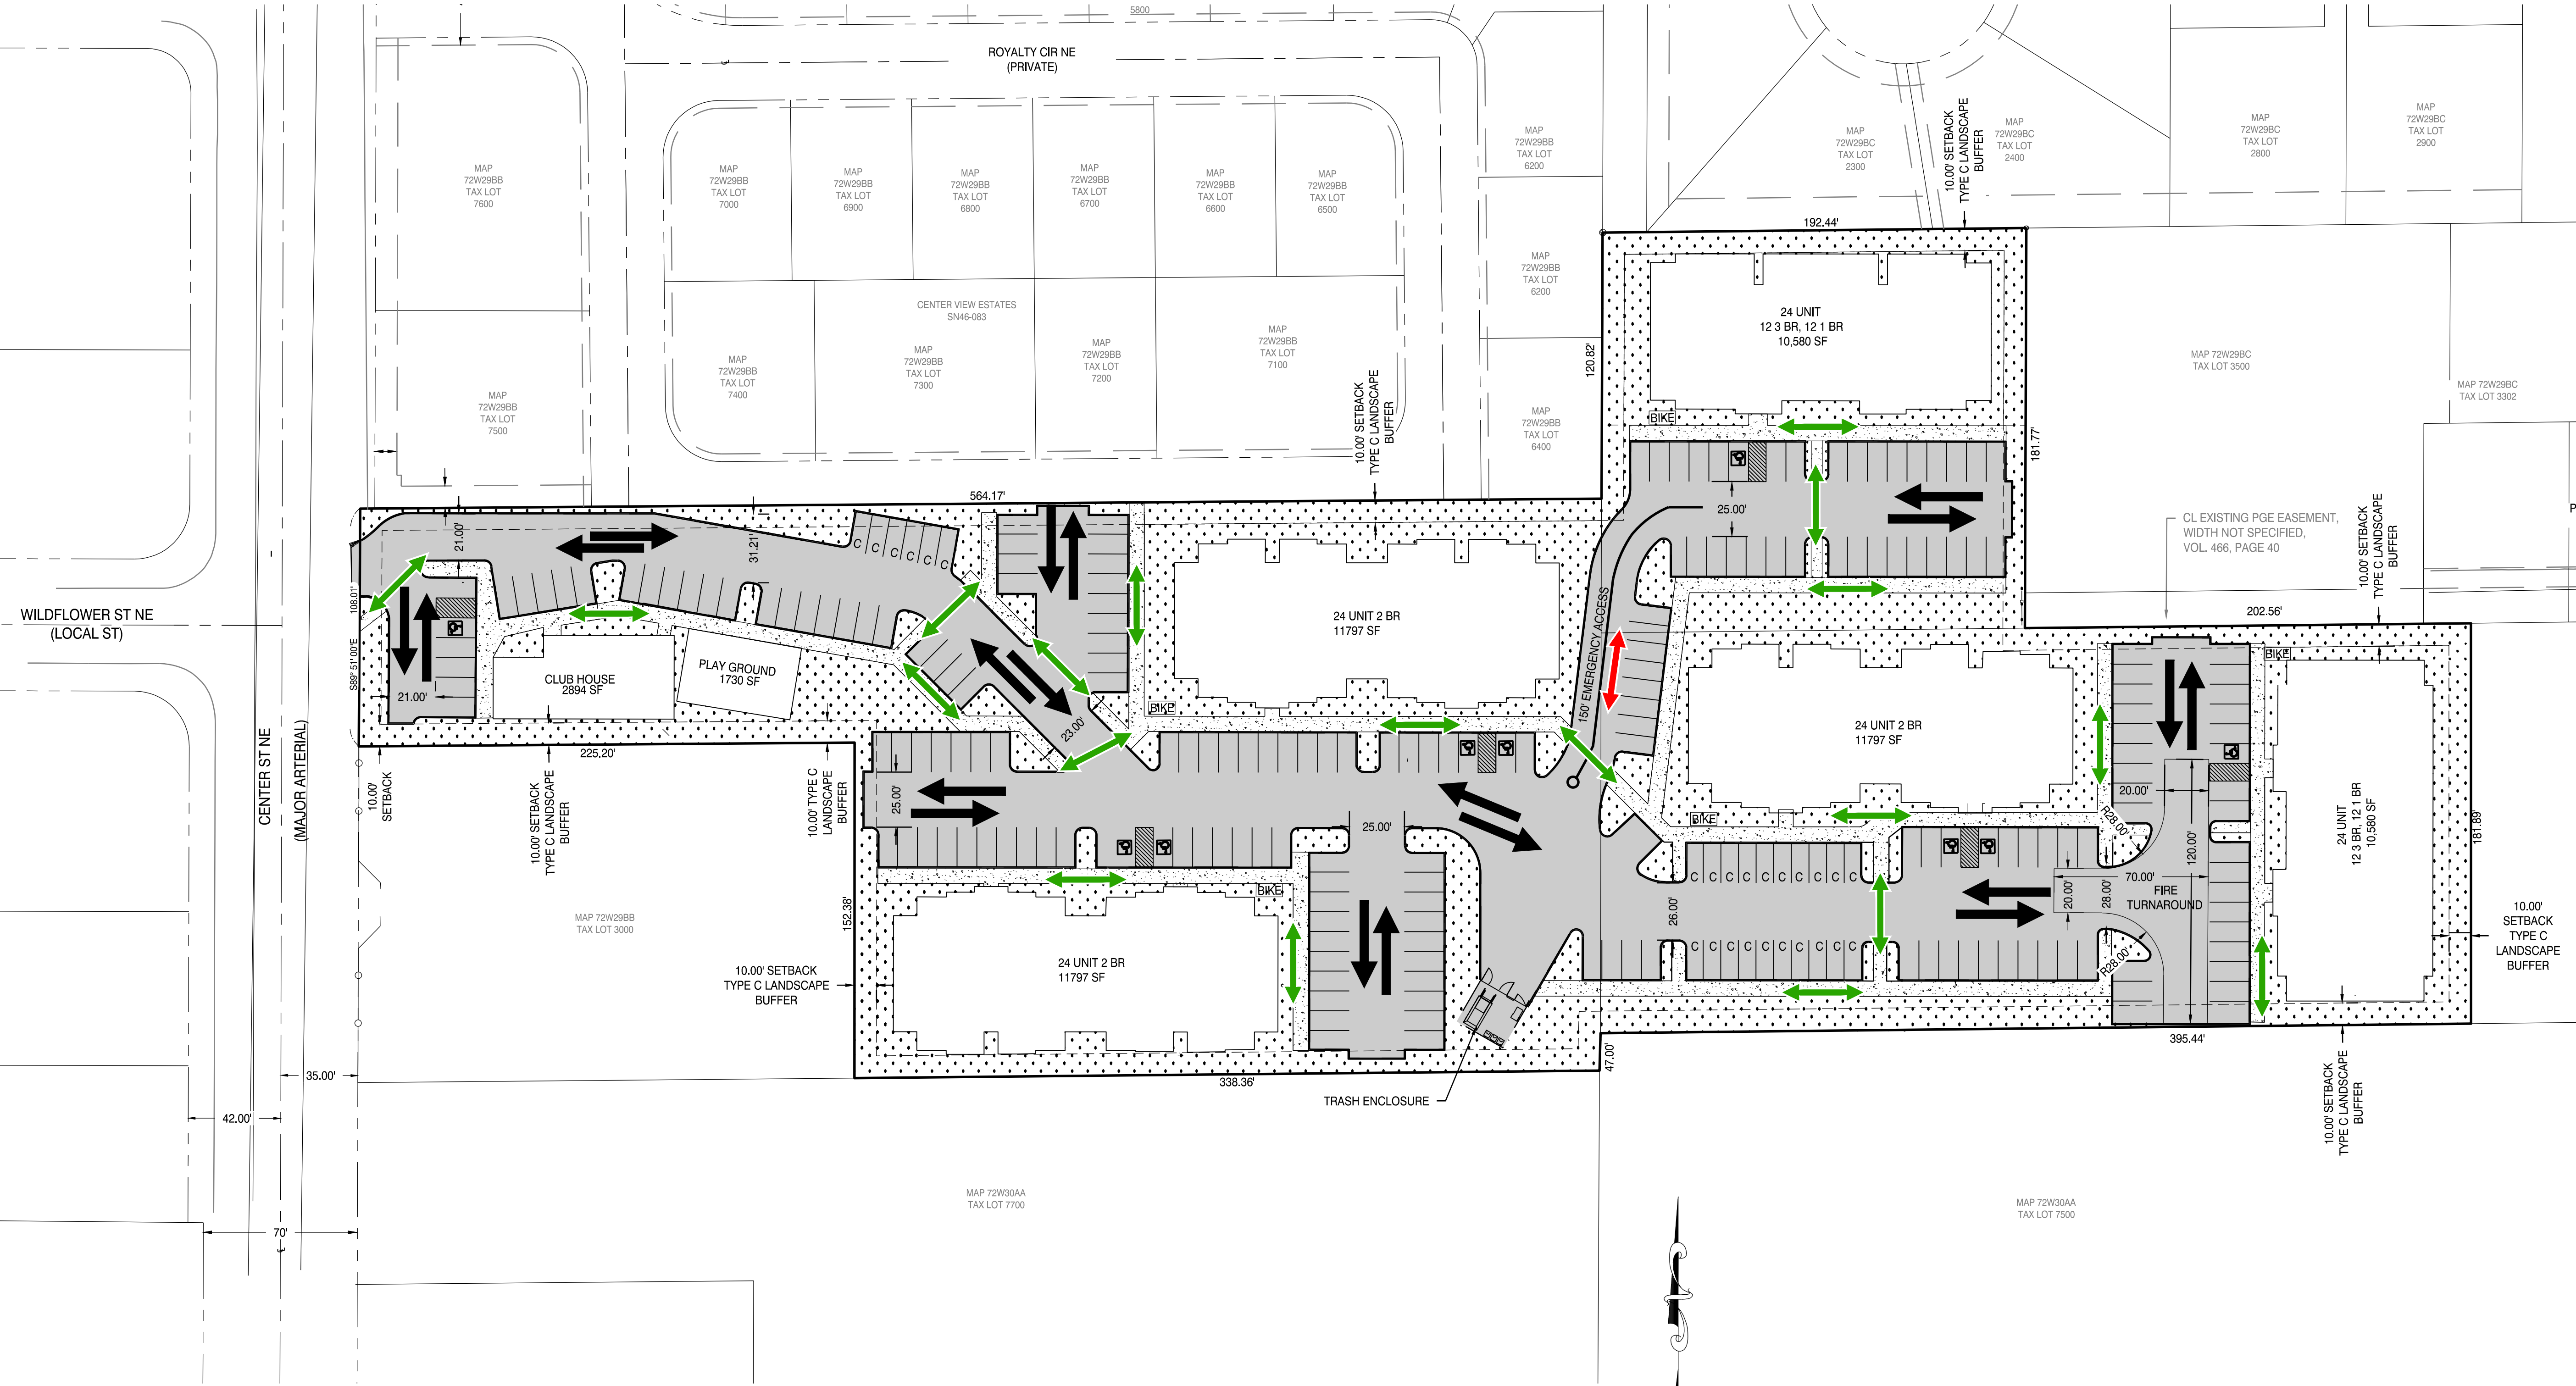 5800
ROYALTY CIR NE
(PRIVATE)
MAP
72W29BB
TAX LOT
7600
MAP
72W29BB
TAX LOT
7000
MAP
72W29BB
TAX LOT
6900
MAP
72W29BB
TAX LOT
6800
MAP
72W29BB
TAX LOT
6700
MAP
72W29BB
TAX LOT
6600
MAP
72W29BB
TAX LOT
6500
MAP
72W29BB
TAX LOT
6200
MAP
72W29BC
TAX LOT
2300
10.00' SETBACK
TYPE C LANDSCAPE
BUFFER
MAP
72W29BC
TAX LOT
2400
MAP
72W29BC
TAX LOT
2800
MAP
72W29BC
TAX LOT
2900
192.44'
MAP
72W29BB
TAX LOT
6200
CENTER VIEW ESTATES
SN46-083
MAP
72W29BB
TAX LOT
7500
MAP
72W29BB
TAX LOT
7400
MAP
72W29BB
TAX LOT
7300
MAP
72W29BB
TAX LOT
7200
MAP
72W29BB
TAX LOT
7100
10.00' SETBACK
TYPE C LANDSCAPE
BUFFER
MAP
72W29BB
TAX LOT
6400
120.82'
24 UNIT
12 3 BR, 12 1 BR
10,580 SF
BIKE
181.77'
MAP 72W29BC
TAX LOT 3500
MAP 72W29BC
TAX LOT 3302
564.17'
21.00'
31.21'
C C C C C C
25.00'
CL EXISTING PGE EASEMENT,
WIDTH NOT SPECIFIED,
VOL. 466, PAGE 40
10.00' SETBACK
TYPE C LANDSCAPE
BUFFER
P
202.56'
WILDFLOWER ST NE
(LOCAL ST)
108.01'
S89° 51' 00"E
21.00'
CLUB HOUSE
2894 SF
PLAY GROUND
1730 SF
24 UNIT 2 BR
11797 SF
BIKE
150' EMERGENCY ACCESS
24 UNIT 2 BR
11797 SF
BIKE
BIKE
23.00'
225.20'
CENTER ST NE
(MAJOR ARTERIAL)
10.00'
SETBACK
10.00' SETBACK
TYPE C LANDSCAPE
BUFFER
10.00' TYPE C
LANDSCAPE
BUFFER
25.00'
25.00'
20.00'
R28.00'
120.00'
24 UNIT
12 3 BR, 12 1 BR
10,580 SF
181.89'
C C C C C C C C C C
26.00'
C C C C C C C C C C
70.00'
FIRE
TURNAROUND
20.00'
28.00'
R28.00'
10.00'
SETBACK
TYPE C
LANDSCAPE
BUFFER
MAP 72W29BB
TAX LOT 3000
152.38'
10.00' SETBACK
TYPE C LANDSCAPE
BUFFER
24 UNIT 2 BR
11797 SF
BIKE
47.00'
395.44'
338.36'
TRASH ENCLOSURE
10.00' SETBACK
TYPE C LANDSCAPE
BUFFER
35.00'
42.00'
70'
MAP 72W30AA
TAX LOT 7700
MAP 72W30AA
TAX LOT 7500